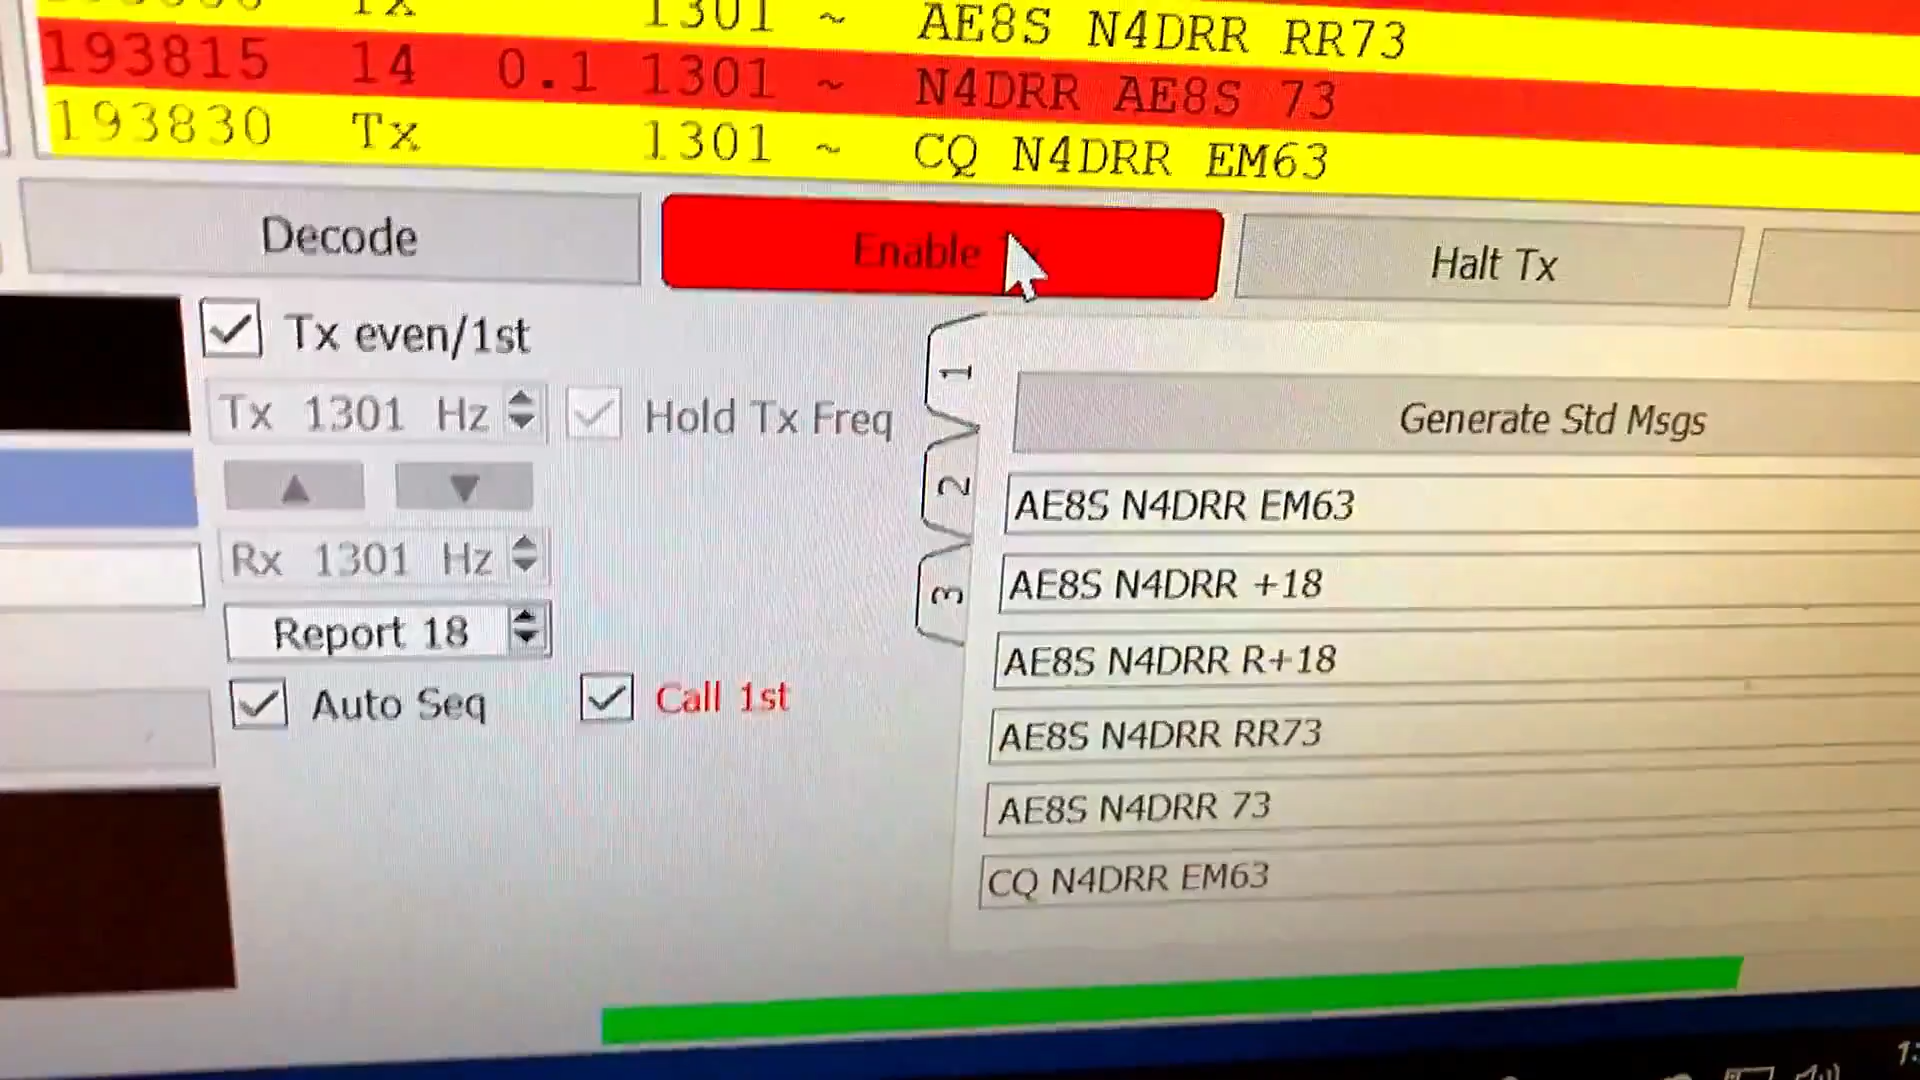 Tx 1301 ~ AE8S N4DRR RR73
193815 14 0.1 1301 ~ N4DRR AE8S 73
193830 Tx 1301 ~ CQ N4DRR EM63
Decode
Enable
Halt Tx
Tx even/1st
Tx 1301 Hz
Hold Tx Freq
▲ ▼
Rx 1301 Hz
Report 18
Auto Seq
Call 1st
1
2
3
Generate Std Msgs
AE8S N4DRR EM63
AE8S N4DRR +18
AE8S N4DRR R+18
AE8S N4DRR RR73
AE8S N4DRR 73
CQ N4DRR EM63